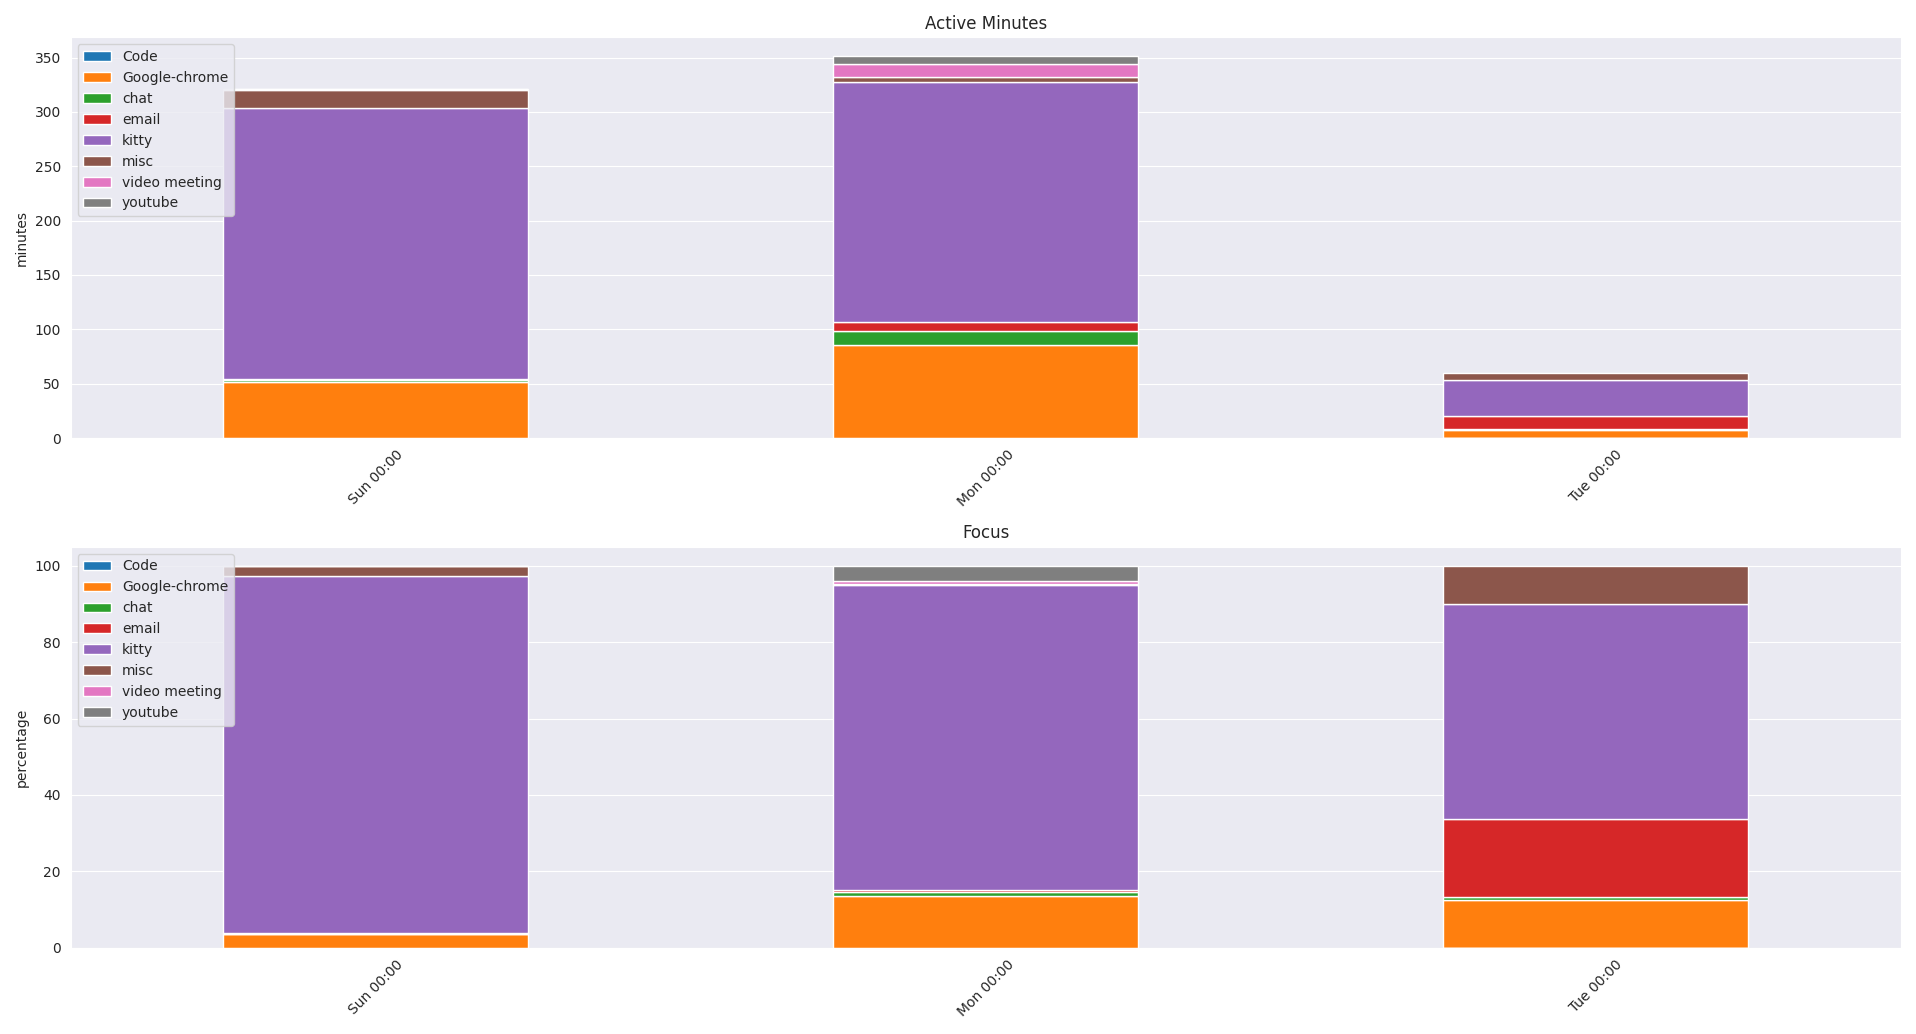 Active Minutes
Code
Google-chrome
chat
email
kitty
misc
video meeting
youtube
minutes
350
300
250
200
150
100
50
0
Sun 00:00
Mon 00:00
Tue 00:00
Focus
Code
Google-chrome
chat
email
kitty
misc
video meeting
youtube
percentage
100
80
60
40
20
0
Sun 00:00
Mon 00:00
Tue 00:00